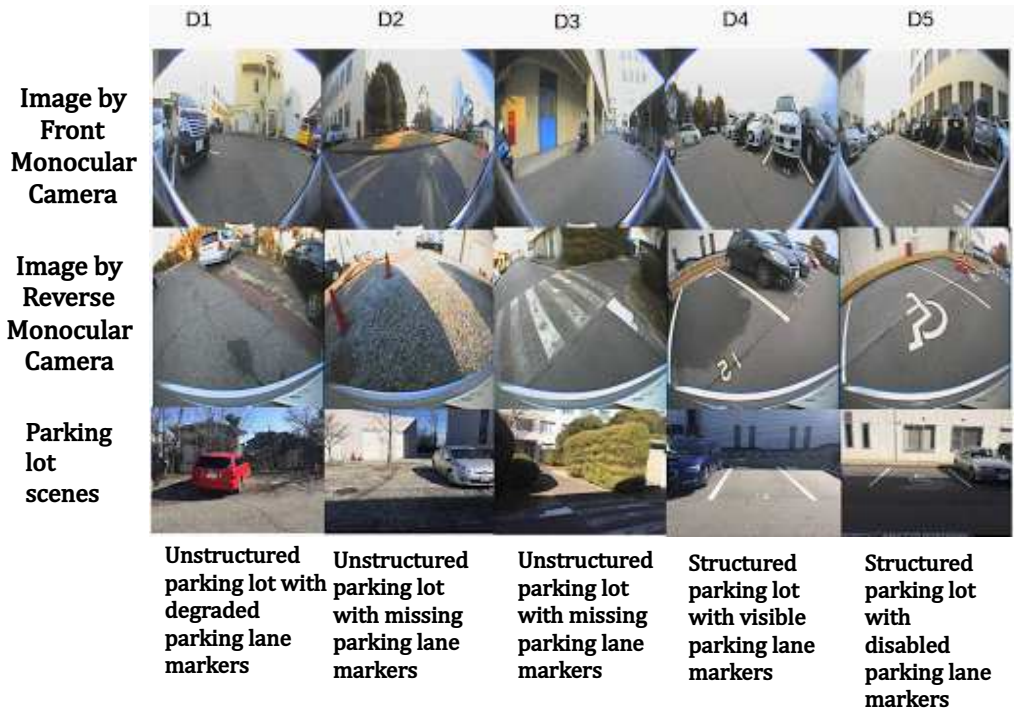 D1
D2
D3
D4
D5
Image by
Front
Monocular
Camera
Image by
Reverse
Monocular
Camera
Parking
lot
scenes
Unstructured
parking lot with
degraded
parking lane
markers
Unstructured
parking lot
with missing
parking lane
markers
Unstructured
parking lot
with missing
parking lane
markers
Structured
parking lot
with visible
parking lane
markers
Structured
parking lot
with
disabled
parking lane
markers